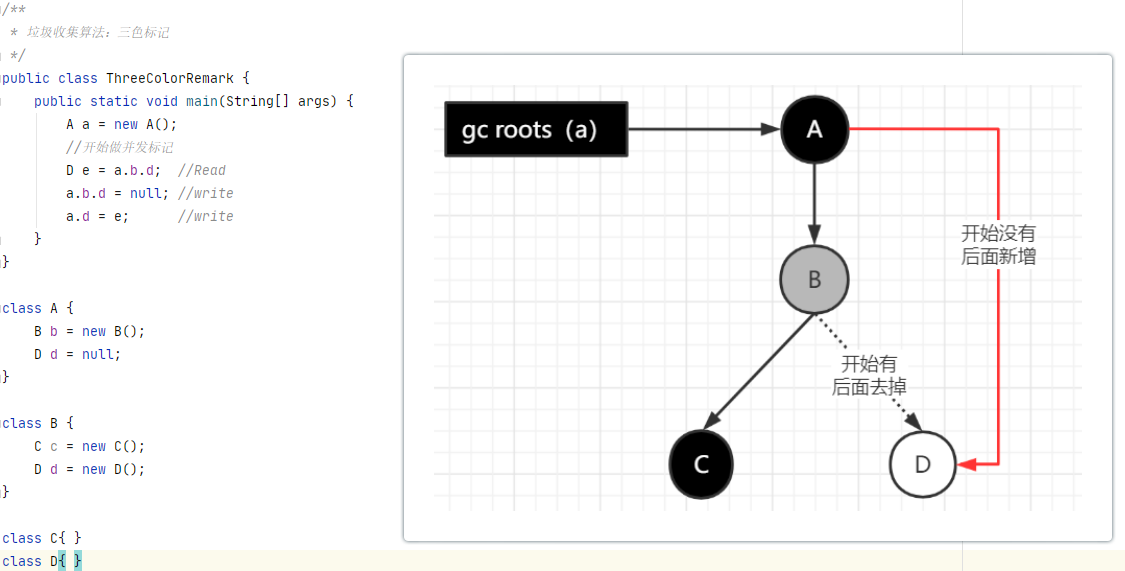 /**
 * 垃圾收集算法：三色标记
 */
public class ThreeColorRemark {
    public static void main(String[] args) {
        A a = new A();
        //开始做并发标记
        D e = a.b.d;  //Read
        a.b.d = null; //write
        a.d = e;      //write
    }
}
class A {
    B b = new B();
    D d = null;
}
class B {
    C c = new C();
    D d = new D();
}
class C{ }
class D{ }
gc roots（a）
A
开始没有
后面新增
B
开始有
后面去掉
C
D